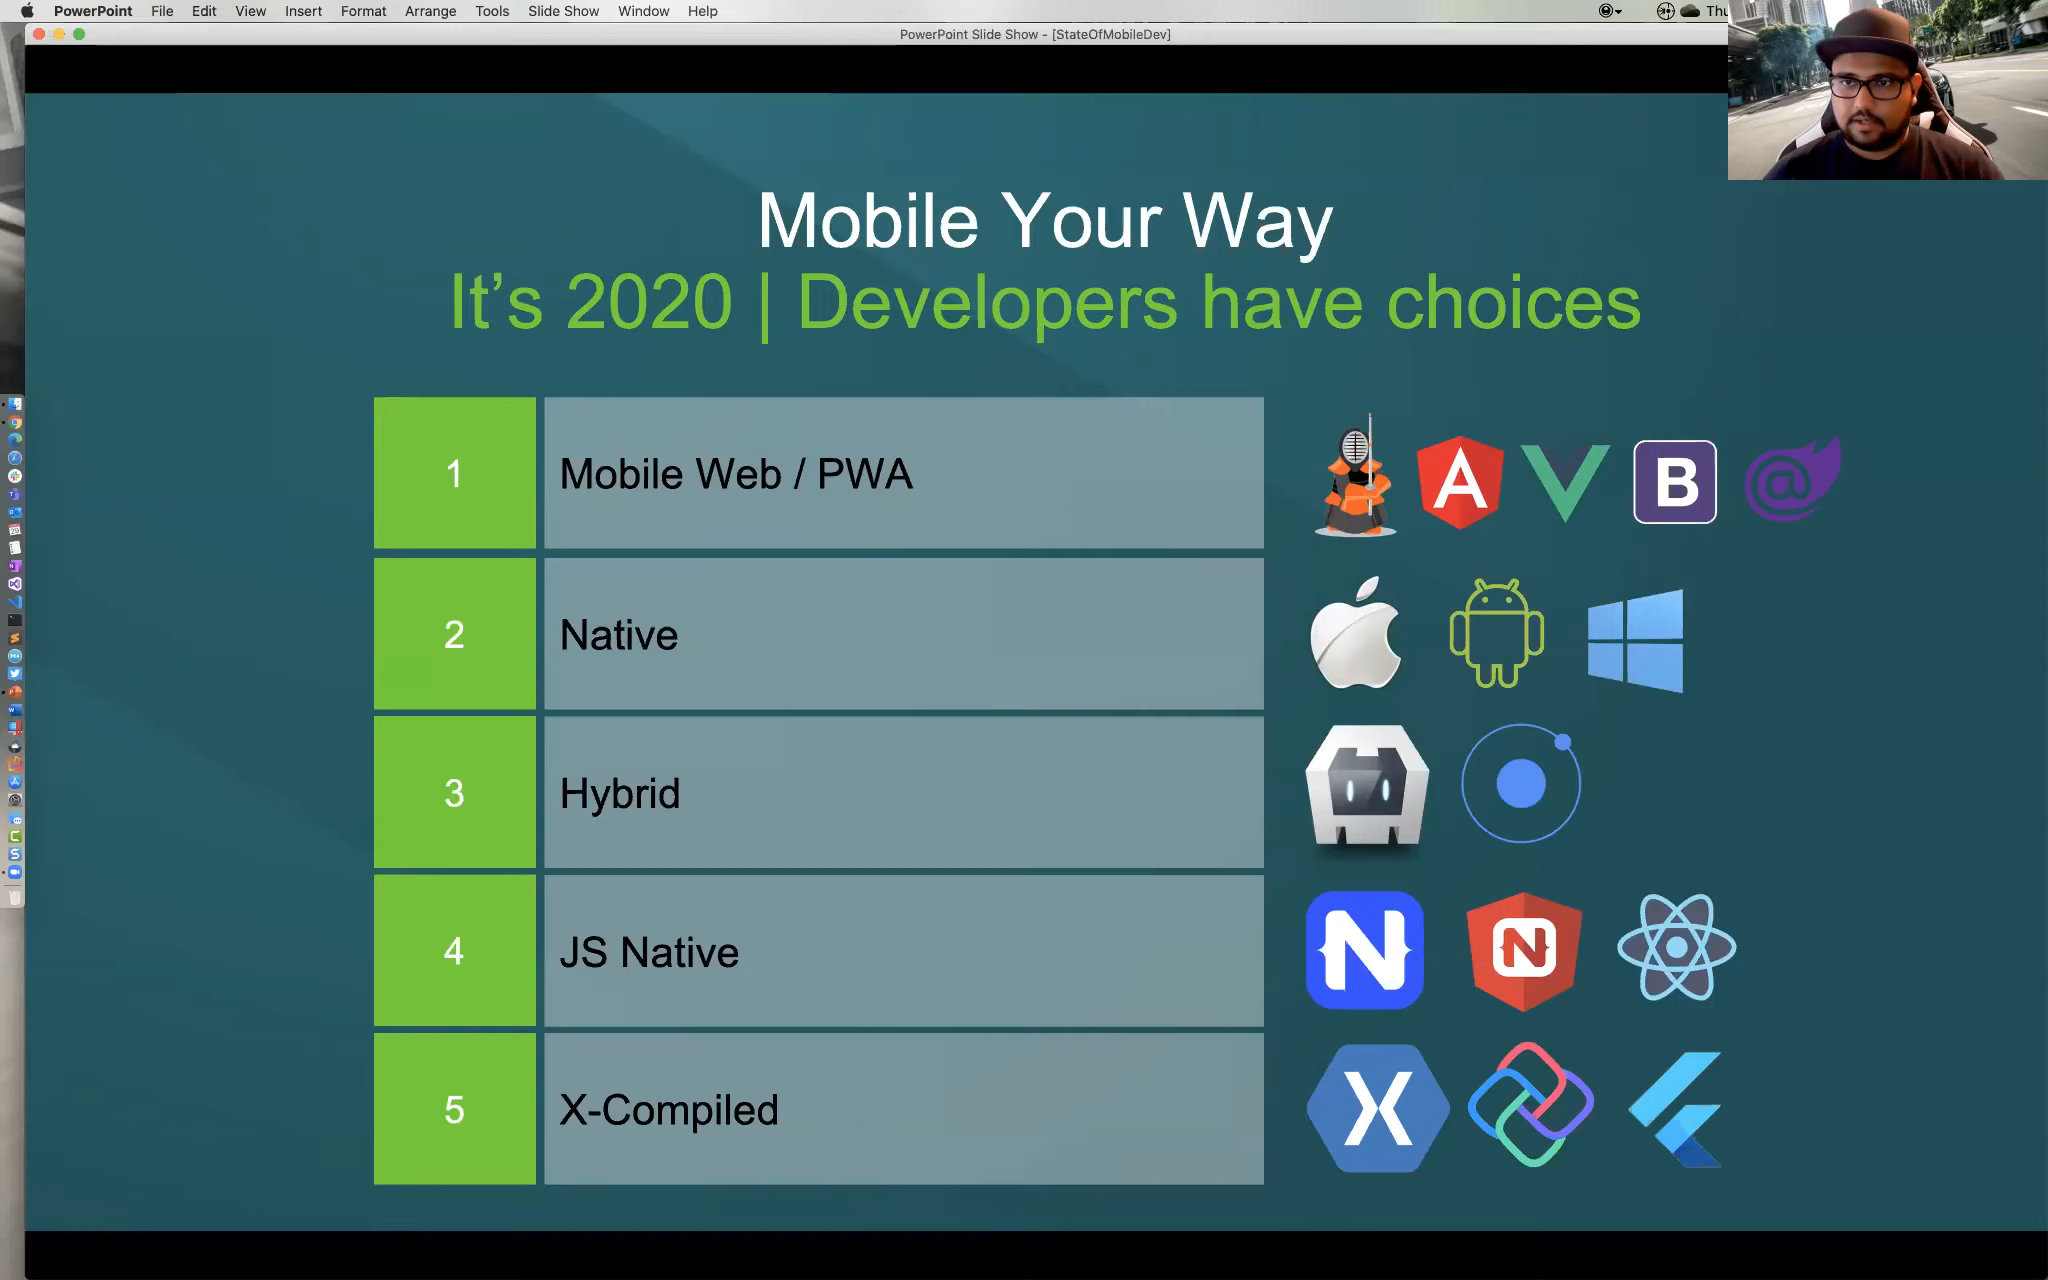 PowerPoint File Edit View Insert Format Arrange Tools Slide Show Window Help Thu
PowerPoint Slide Show - [StateOfMobileDev]
Mobile Your Way
It’s 2020 | Developers have choices
1 Mobile Web / PWA
A B @
2 Native
3 Hybrid
4 JS Native
N N
5 X-Compiled
X